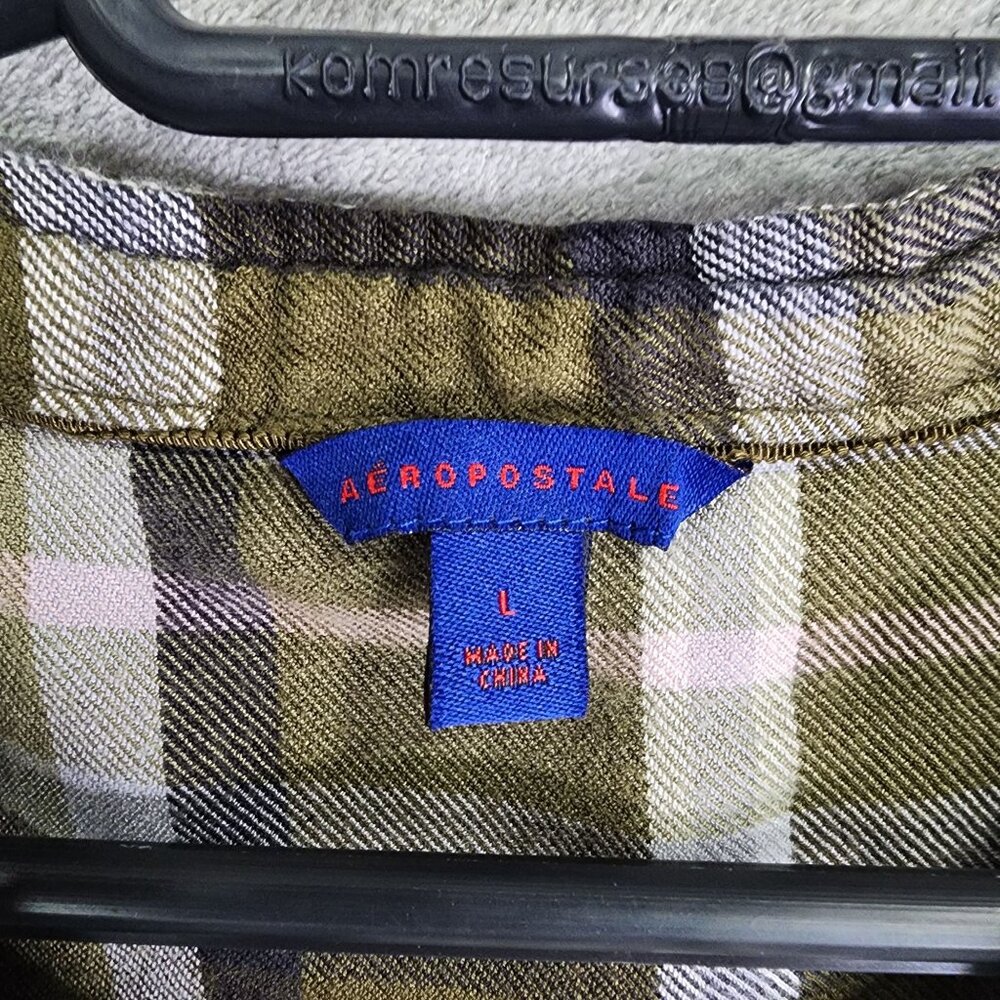 komresurses@gmail.
AÉROPOSTALE
L
MADE IN
CHINA